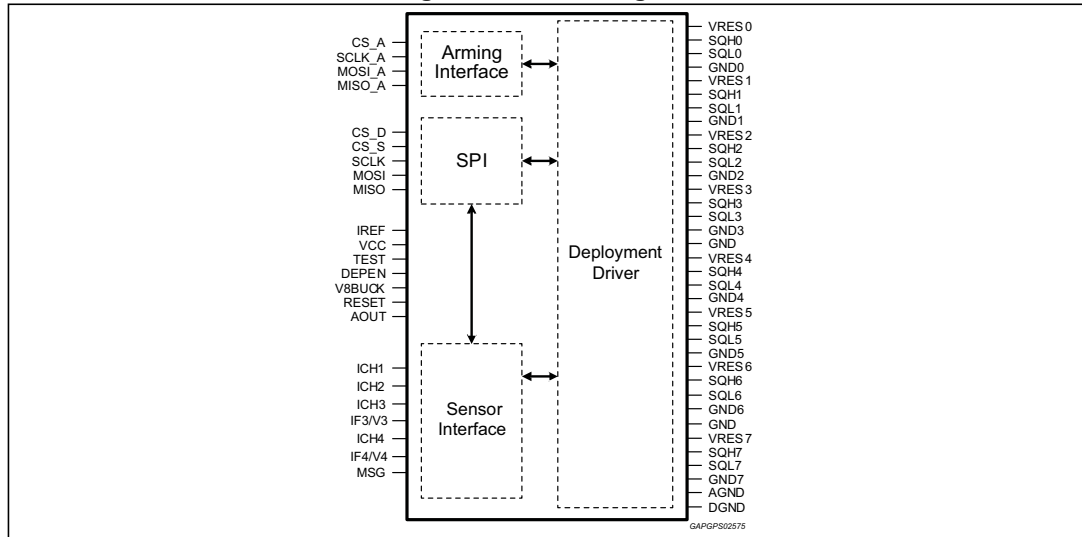 CS_A
SCLK_A
MOSI_A
MISO_A
CS_D
CS_S
SCLK
MOSI
MISO
IREF
VCC
TEST
DEPEN
V8BUCK
RESET
AOUT
ICH1
ICH2
ICH3
IF3/V3
ICH4
IF4/V4
MSG
Arming
Interface
SPI
Sensor
Interface
Deployment
Driver
VRES0
SQH0
SQL0
GND0
VRES1
SQH1
SQL1
GND1
VRES2
SQH2
SQL2
GND2
VRES3
SQH3
SQL3
GND3
GND
VRES4
SQH4
SQL4
GND4
VRES5
SQH5
SQL5
GND5
VRES6
SQH6
SQL6
GND6
GND
VRES7
SQH7
SQL7
GND7
AGND
DGND
GAPGPS02575